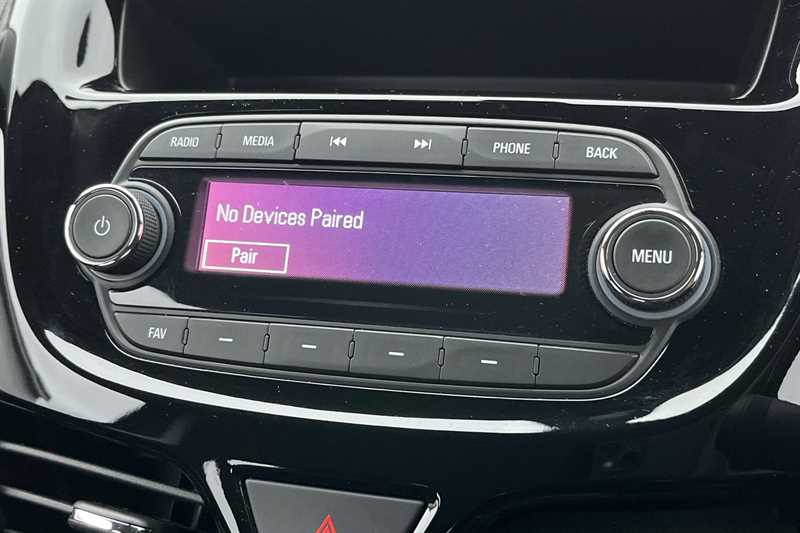 RADIO MEDIA PHONE BACK
No Devices Paired
Pair
MENU
FAV